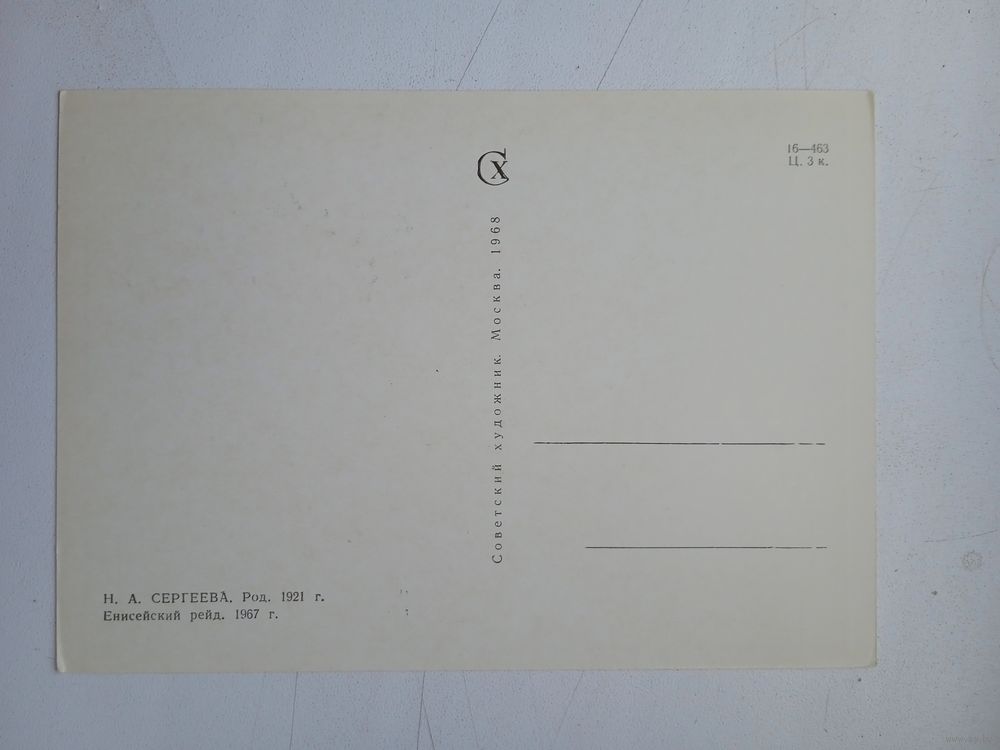 Сх
16—463
Ц. 3 к.
Советский художник. Москва. 1968
Н. А. СЕРГЕЕВА. Род. 1921 г.
Енисейский рейд. 1967 г.